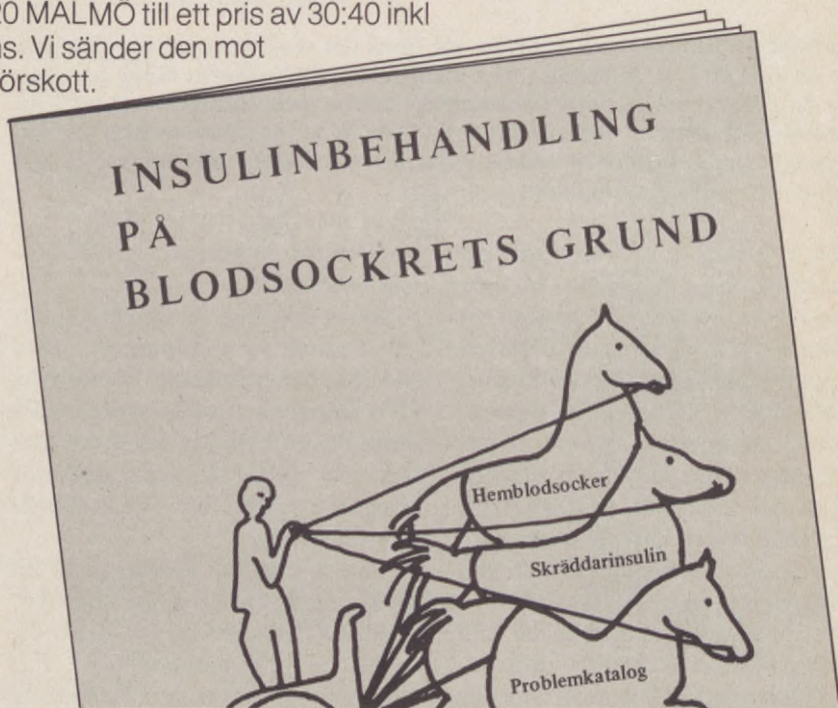 20 MALMÖ till ett pris av 30:40 inkl
s. Vi sänder den mot
örskott.
INSULINBEHANDLING
PÅ
BLODSOCKRETS GRUND
Hemblodsocker
Skräddarinsulin
Problemkatalog